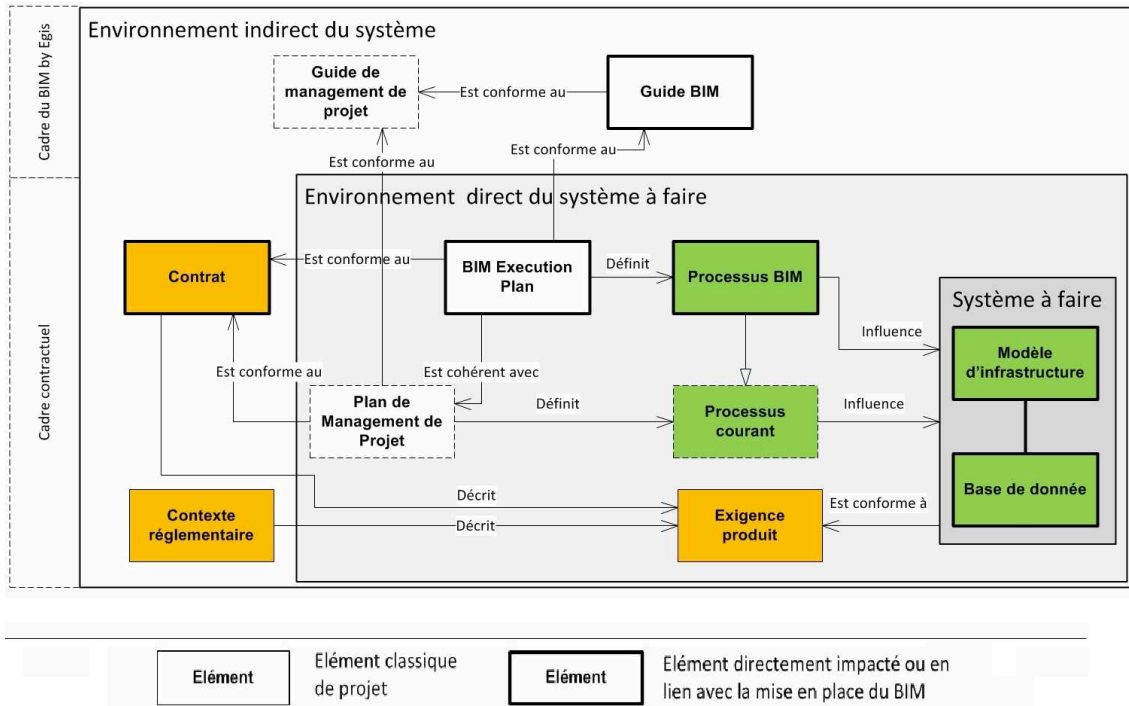 Cadre du BIM by Egis
Cadre contractuel
Environnement indirect du système
Guide de
management de
projet
Est conforme au
Guide BIM
Est conforme au
Est conforme au
Environnement direct du système à faire
Contrat
Est conforme au
BIM Execution
Plan
Définit
Processus BIM
Système à faire
Influence
Modèle
d'infrastructure
Est conforme au
Est cohérent avec
Plan de
Management de
Projet
Définit
Processus
courant
Influence
Base de donnée
Décrit
Contexte
réglementaire
Décrit
Exigence
produit
Est conforme à
Elément
Elément classique
de projet
Elément
Elément directement impacté ou en
lien avec la mise en place du BIM